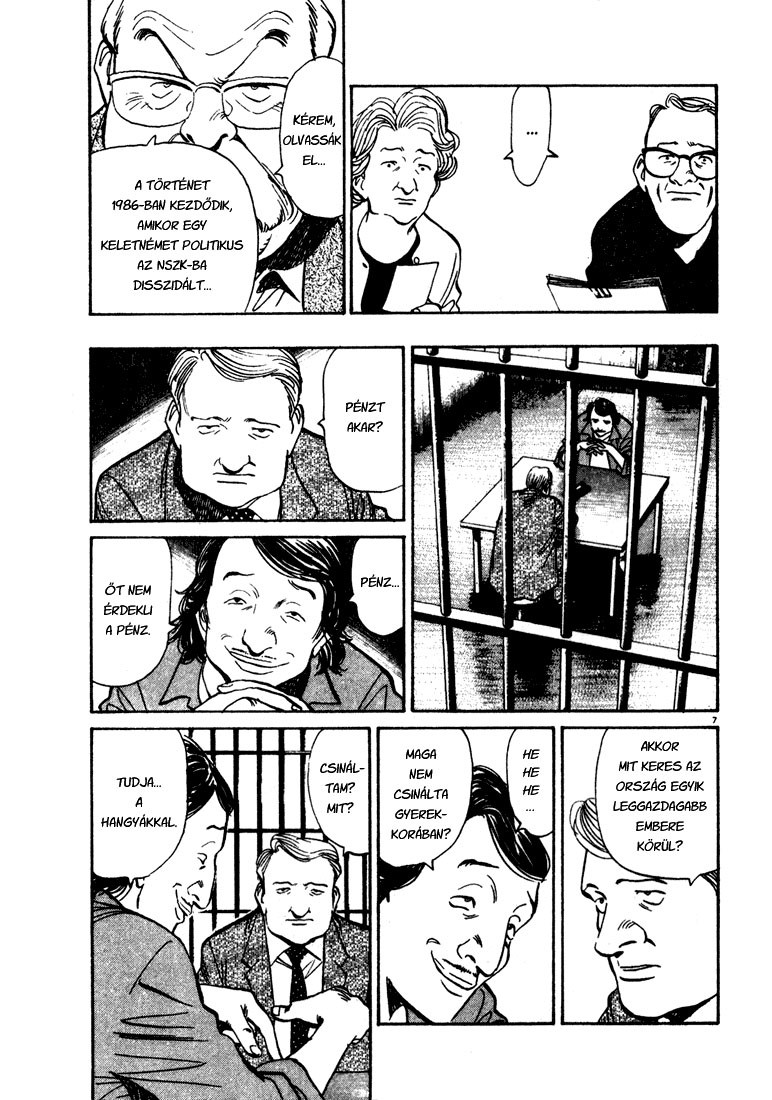 ...
KÉREM,
OLVASSÁK
EL...
A TÖRTÉNET
1986-BAN KEZDŐDIK,
AMIKOR EGY
KELETNÉMET POLITIKUS
AZ NSZK-BA
DISSZIDÁLT...
PÉNZT
AKAR?
PÉNZ...
ŐT NEM
ÉRDEKLI
A PÉNZ.
7
AKKOR
MIT KERES AZ
ORSZÁG EGYIK
LEGGAZDAGABB
EMBERE
KÖRÜL?
HE
HE
HE
...
MAGA
NEM
CSINÁLTA
GYEREK-
KORÁBAN?
CSINÁL-
TAM?
MIT?
TUDJA...
A
HANGYÁKKAL.